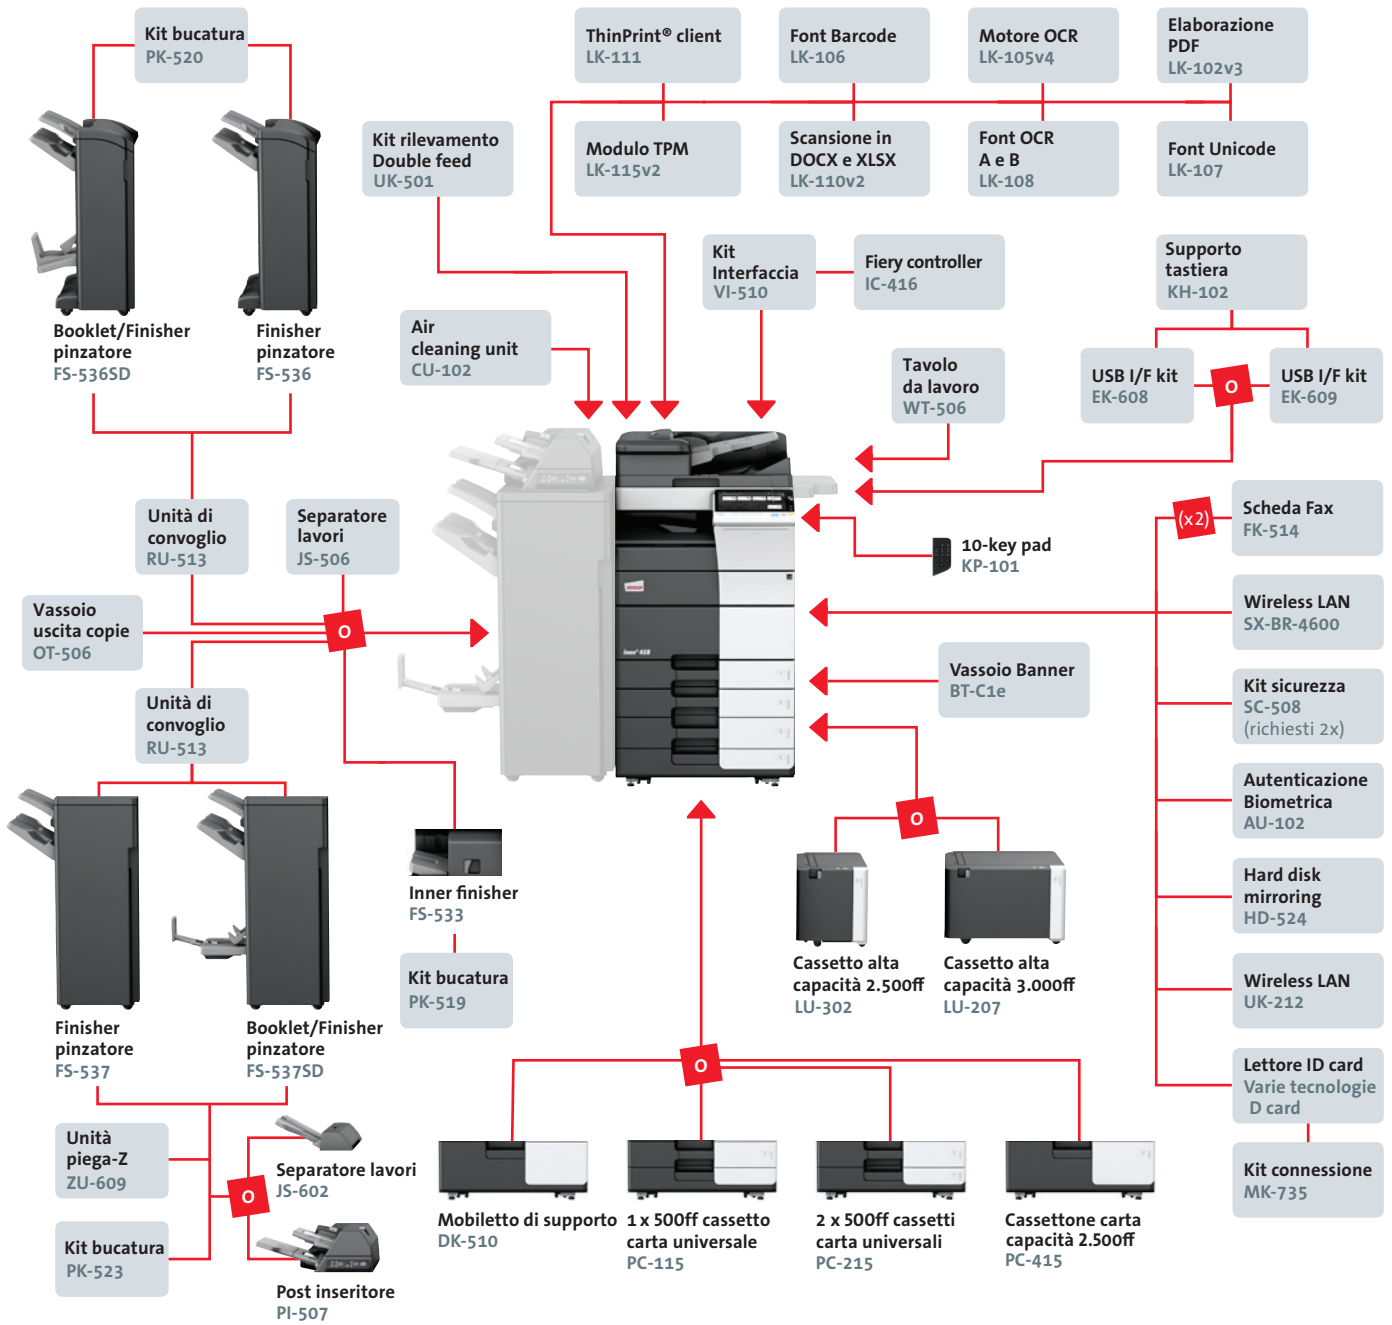 Kit bucatura
PK-520
ThinPrint® client
LK-111
Font Barcode
LK-106
Motore OCR
LK-105v4
Elaborazione
PDF
LK-102v3
Kit rilevamento
Double feed
UK-501
Modulo TPM
LK-115v2
Scansione in
DOCX e XLSX
LK-110v2
Font OCR
A e B
LK-108
Font Unicode
LK-107
Kit
Interfaccia
VI-510
Fiery controller
IC-416
Supporto
tastiera
KH-102
Booklet/Finisher
pinzatore
FS-536SD
Finisher
pinzatore
FS-536
Air
cleaning unit
CU-102
Tavolo
da lavoro
WT-506
USB I/F kit
EK-608
O
USB I/F kit
EK-609
Unità di
convoglio
RU-513
Separatore
lavori
JS-506
(x2)
Scheda Fax
FK-514
10-key pad
KP-101
Vassoio
uscita copie
OT-506
O
Wireless LAN
SX-BR-4600
Vassoio Banner
BT-C1e
Kit sicurezza
SC-508
(richiesti 2x)
Unità di
convoglio
RU-513
Autenticazione
Biometrica
AU-102
O
Inner finisher
FS-533
Hard disk
mirroring
HD-524
Kit bucatura
PK-519
Cassetto alta
capacità 2.500ff
LU-302
Cassetto alta
capacità 3.000ff
LU-207
Wireless LAN
UK-212
Finisher
pinzatore
FS-537
Booklet/Finisher
pinzatore
FS-537SD
O
Lettore ID card
Varie tecnologie
D card
Unità
piega-Z
ZU-609
Separatore lavori
JS-602
O
Kit connessione
MK-735
Kit bucatura
PK-523
Post inseritore
PI-507
Mobiletto di supporto
DK-510
1 x 500ff cassetto
carta universale
PC-115
2 x 500ff cassetti
carta universali
PC-215
Cassettone carta
capacità 2.500ff
PC-415